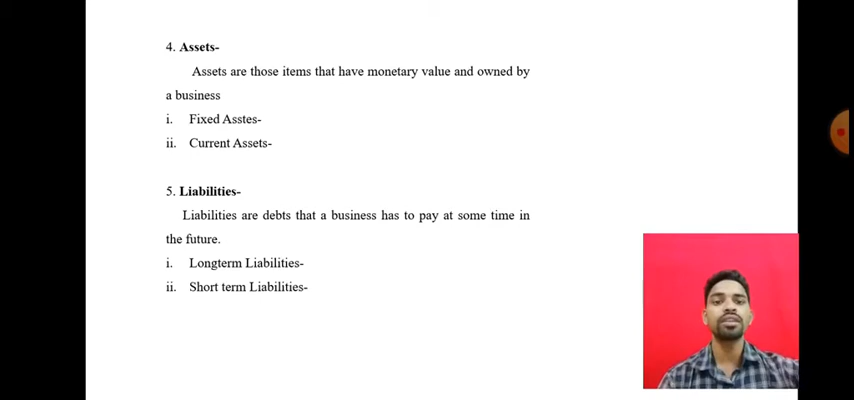 4. Assets-
Assets are those items that have monetary value and owned by
a business
i. Fixed Asstes-
ii. Current Assets-
5. Liabilities-
Liabilities are debts that a business has to pay at some time in
the future.
i. Longterm Liabilities-
ii. Short term Liabilities-